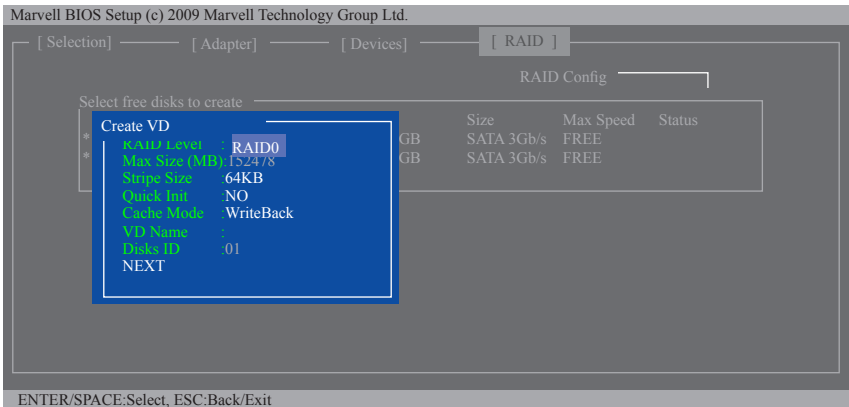 Marvell BIOS Setup (c) 2009 Marvell Technology Group Ltd.
[ Selection] [ Adapter] [ Devices] [ RAID ]
RAID Config
Select free disks to create
Size Max Speed Status
* GB SATA 3Gb/s FREE
* GB SATA 3Gb/s FREE
Create VD
RAID Level : RAID0
Max Size (MB):152478
Stripe Size :64KB
Quick Init :NO
Cache Mode :WriteBack
VD Name :
Disks ID :01
NEXT
ENTER/SPACE:Select, ESC:Back/Exit